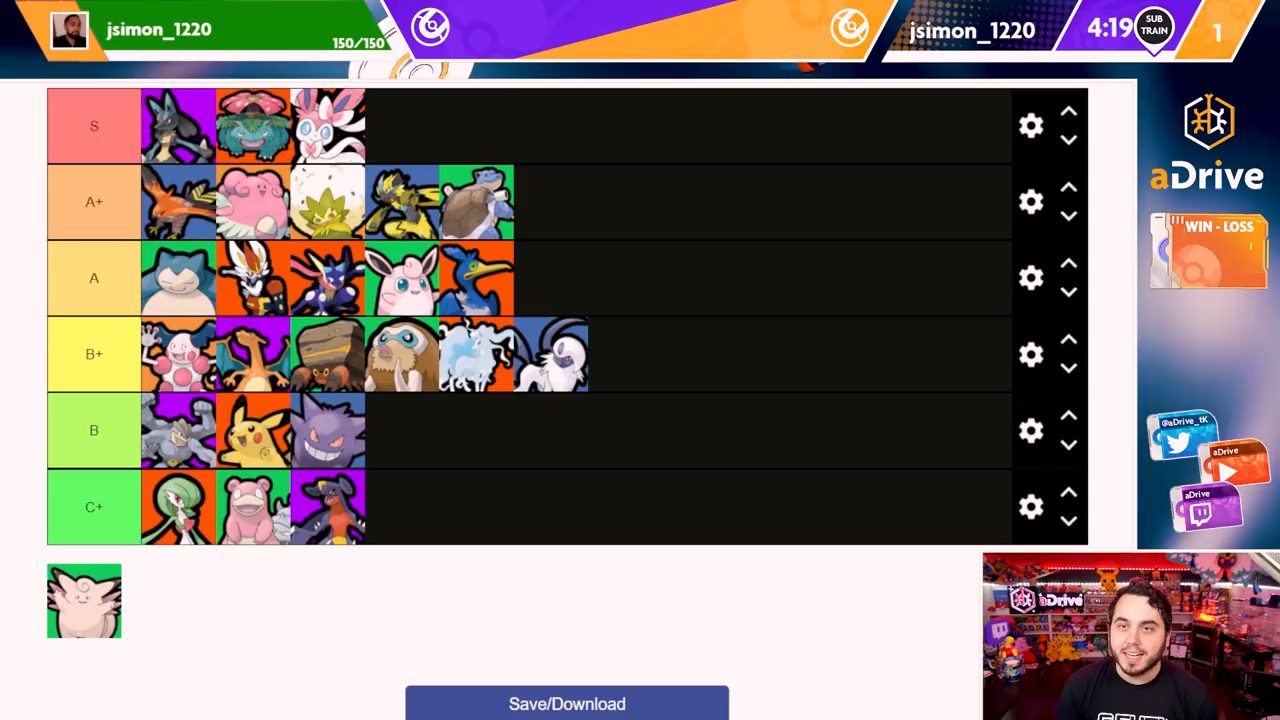 jsimon_1220
150/150
jsimon_1220
4:19
SUB
TRAIN
1
S
A+
A
B+
B
C+
aDrive
WIN - LOSS
@aDrive_tK
aDrive
aDrive
aDrive
Save/Download